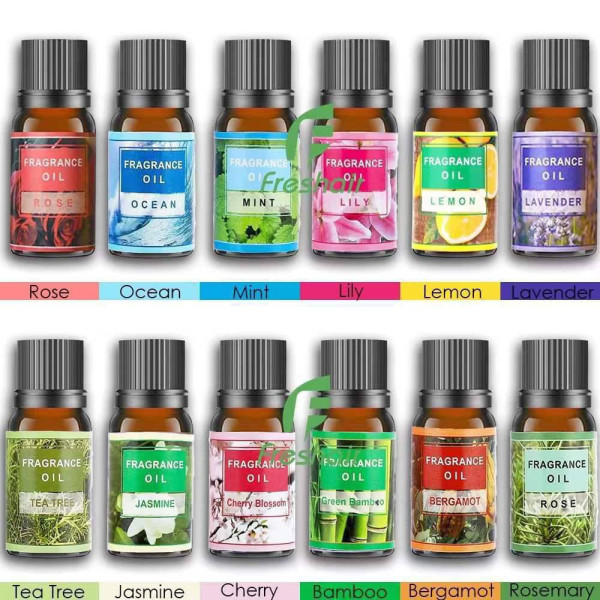 FRAGRANCE
OIL
ROSE
FRAGRANCE
OIL
OCEAN
FRAGRANCE
OIL
MINT
FRAGRANCE
OIL
LILY
FRAGRANCE
OIL
LEMON
FRAGRANCE
OIL
LAVENDER
Freshair
Rose
Ocean
Mint
Lily
Lemon
Lavender
FRAGRANCE
OIL
TEA TREE
FRAGRANCE
OIL
JASMINE
FRAGRANCE
OIL
Cherry Blossom
FRAGRANCE
OIL
Green Bamboo
FRAGRANCE
OIL
BERGAMOT
FRAGRANCE
OIL
ROSE
Freshair
Tea Tree
Jasmine
Cherry
Bamboo
Bergamot
Rosemary